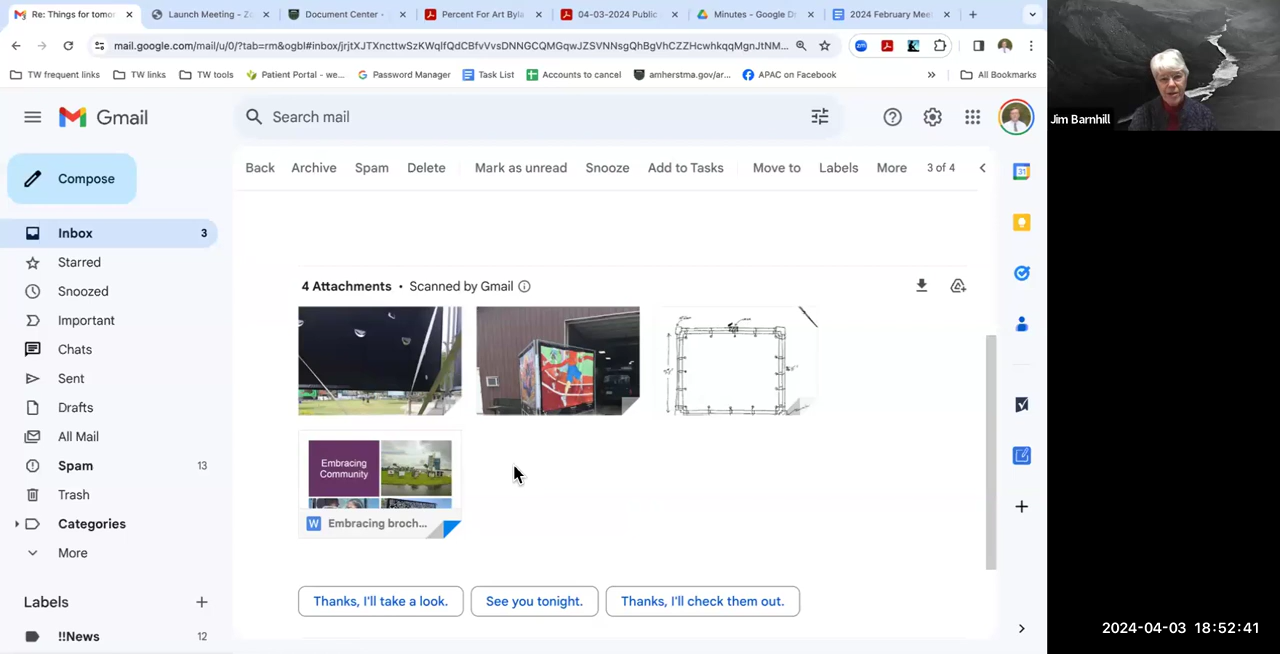 Re: Things for tomor
Launch Meeting - Z
Document Center -
Percent For Art Byla
04-03-2024 Public
Minutes - Google D
2024 February Mee
mail.google.com/mail/u/0/?tab=rm&ogbl#inbox/jrjtXJTXncttwSzKWqlfQdCBfvVvsDNNGCQMGqwJZSVNNsgQhBgVhCZZHcwhkqqMgnJtNM...
TW frequent links
TW links
TW tools
Patient Portal - we...
Password Manager
Task List
Accounts to cancel
amherstma.gov/ar...
APAC on Facebook
»
All Bookmarks
Gmail
Search mail
Jim Barnhill
Compose
Back
Archive
Spam
Delete
Mark as unread
Snooze
Add to Tasks
Move to
Labels
More
3 of 4
Inbox 3
Starred
Snoozed
Important
Chats
Sent
Drafts
All Mail
Spam 13
Trash
Categories
More
Labels
!!News 12
4 Attachments • Scanned by Gmail
Embracing
Community
Embracing broch...
Thanks, I'll take a look.
See you tonight.
Thanks, I'll check them out.
2024-04-03 18:52:41